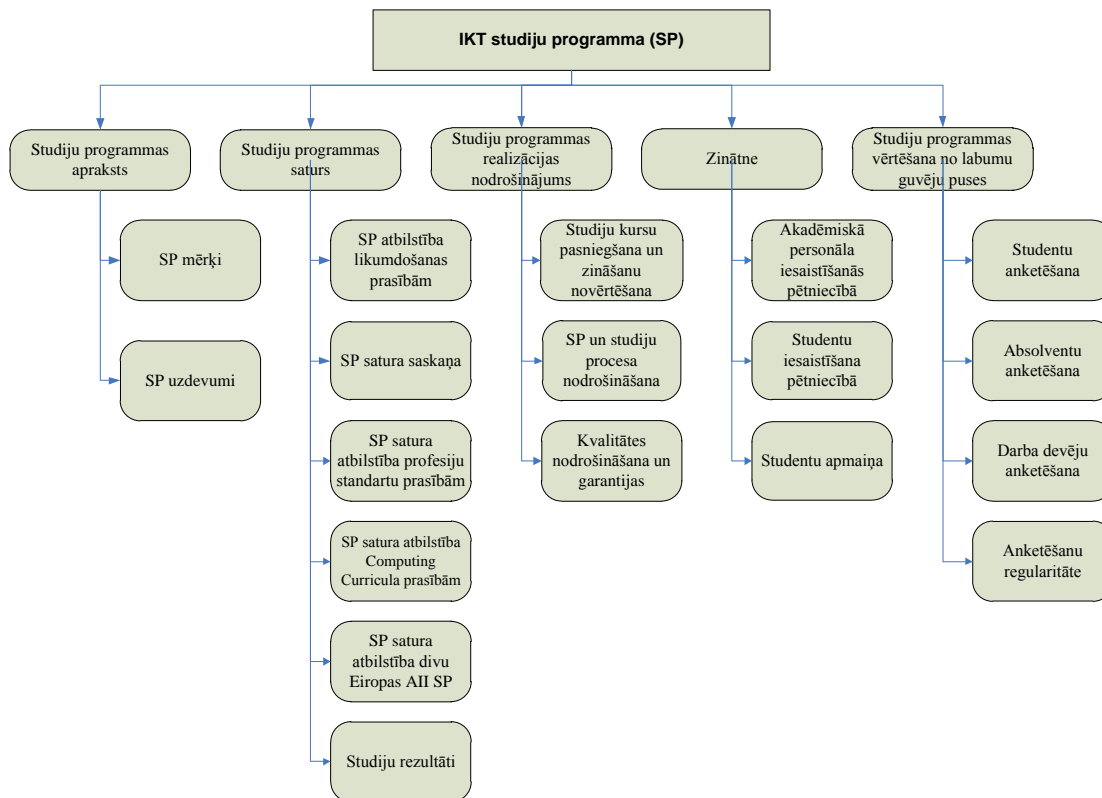 IKT studiju programma (SP)
Studiju programmas
apraksts
SP mērķi
SP uzdevumi
Studiju programmas
saturs
SP atbilstība
likumdošanas
prasībām
SP satura saskaņa
SP satura
atbilstība profesiju
standartu prasībām
SP satura atbilstība
Computing
Curricula prasībām
SP satura
atbilstība divu
Eiropas AII SP
Studiju rezultāti
Studiju programmas
realizācijas
nodrošinājums
Studiju kursu
pasniegšana un
zināšanu
novērtēšana
SP un studiju
procesa
nodrošināšana
Kvalitātes
nodrošināšana un
garantijas
Zinātne
Akadēmiskā
personāla
iesaistīšanās
pētniecībā
Studentu
iesaistīšana
pētniecībā
Studentu apmaiņa
Studiju programmas
vērtēšana no labumu
guvēju puses
Studentu
anketēšana
Absolventu
anketēšana
Darba devēju
anketēšana
Anketēšanu
regularitāte